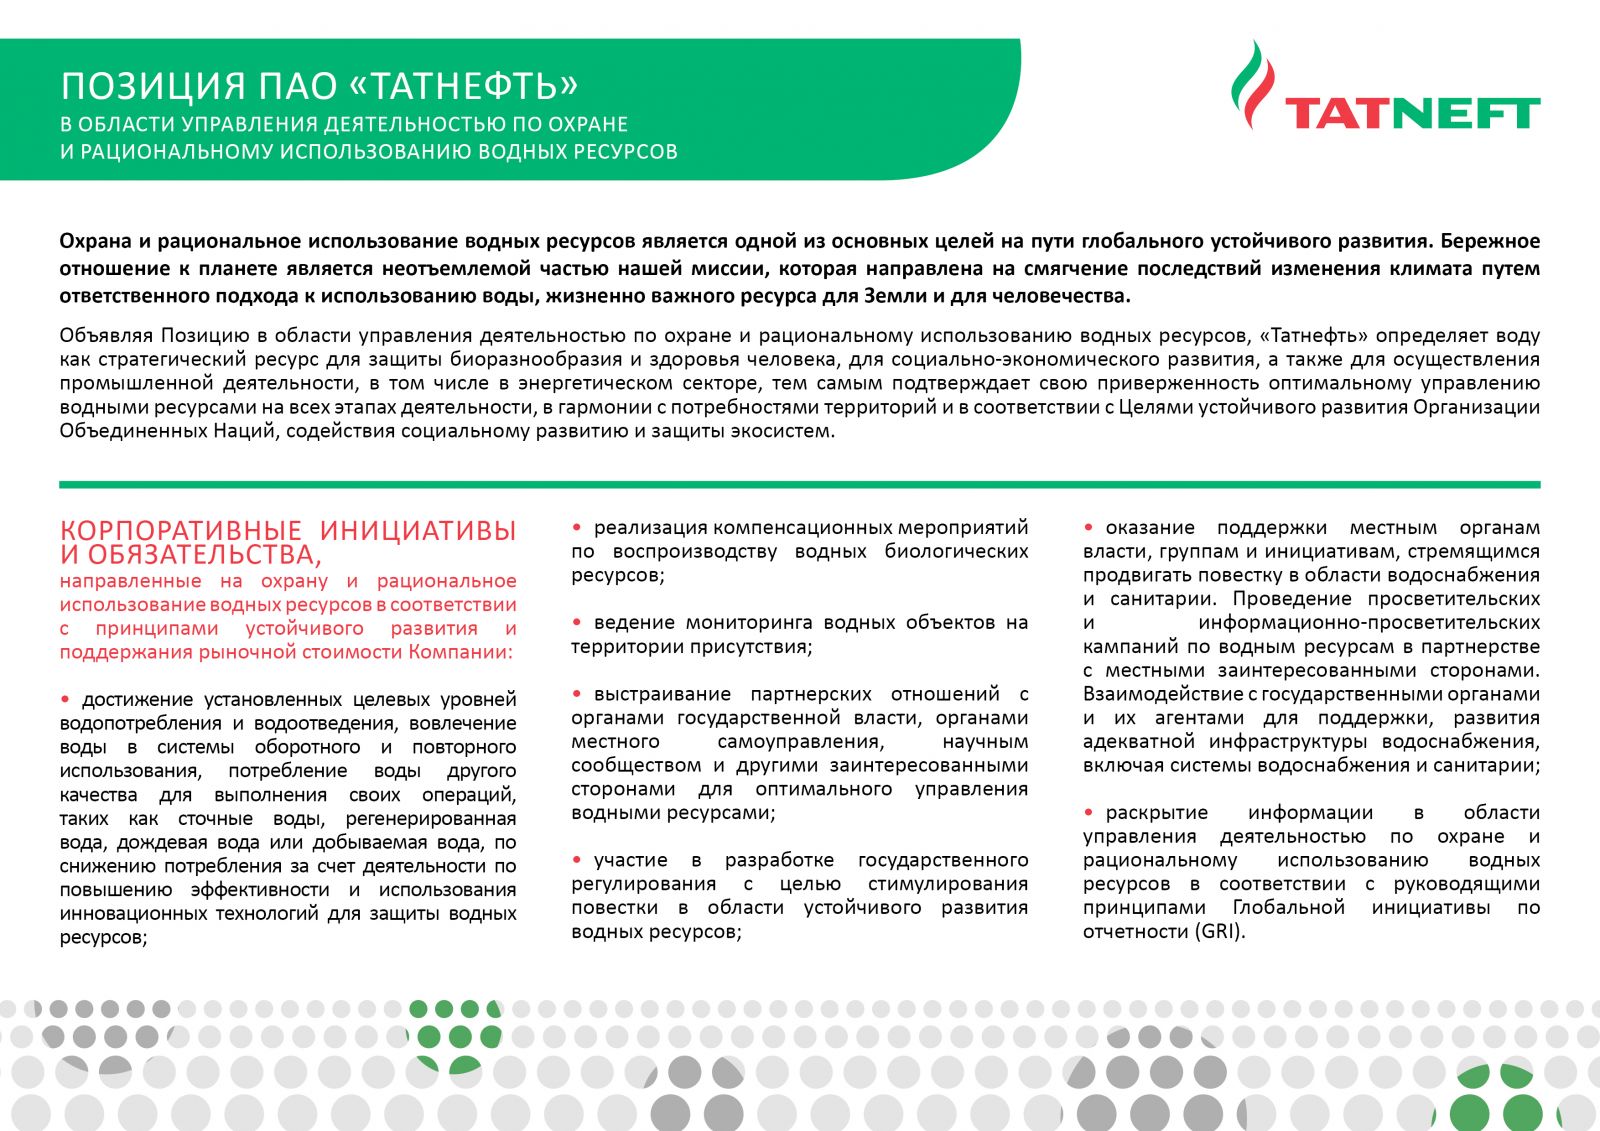 ПОЗИЦИЯ ПАО «ТАТНЕФТЬ»
В ОБЛАСТИ УПРАВЛЕНИЯ ДЕЯТЕЛЬНОСТЬЮ ПО ОХРАНЕ
И РАЦИОНАЛЬНОМУ ИСПОЛЬЗОВАНИЮ ВОДНЫХ РЕСУРСОВ
TATNEFT
Охрана и рациональное использование водных ресурсов является одной из основных целей на пути глобального устойчивого развития. Бережное
отношение к планете является неотъемлемой частью нашей миссии, которая направлена на смягчение последствий изменения климата путем
ответственного подхода к использованию воды, жизненно важного ресурса для Земли и для человечества.
Объявляя Позицию в области управления деятельностью по охране и рациональному использованию водных ресурсов, «Татнефть» определяет воду
как стратегический ресурс для защиты биоразнообразия и здоровья человека, для социально-экономического развития, а также для осуществления
промышленной деятельности, в том числе в энергетическом секторе, тем самым подтверждает свою приверженность оптимальному управлению
водными ресурсами на всех этапах деятельности, в гармонии с потребностями территорий и в соответствии с Целями устойчивого развития Организации
Объединенных Наций, содействия социальному развитию и защиты экосистем.
КОРПОРАТИВНЫЕ ИНИЦИАТИВЫ
И ОБЯЗАТЕЛЬСТВА,
направленные на охрану и рациональное
использование водных ресурсов в соответствии
с принципами устойчивого развития и
поддержания рыночной стоимости Компании:
• достижение установленных целевых уровней
водопотребления и водоотведения, вовлечение
воды в системы оборотного и повторного
использования, потребление воды другого
качества для выполнения своих операций,
таких как сточные воды, регенерированная
вода, дождевая вода или добываемая вода, по
снижению потребления за счет деятельности по
повышению эффективности и использования
инновационных технологий для защиты водных
ресурсов;
• реализация компенсационных мероприятий
по воспроизводству водных биологических
ресурсов;
• ведение мониторинга водных объектов на
территории присутствия;
• выстраивание партнерских отношений с
органами государственной власти, органами
местного самоуправления, научным
сообществом и другими заинтересованными
сторонами для оптимального управления
водными ресурсами;
• участие в разработке государственного
регулирования с целью стимулирования
повестки в области устойчивого развития
водных ресурсов;
• оказание поддержки местным органам
власти, группам и инициативам, стремящимся
продвигать повестку в области водоснабжения
и санитарии. Проведение просветительских
и информационно-просветительских
кампаний по водным ресурсам в партнерстве
с местными заинтересованными сторонами.
Взаимодействие с государственными органами
и их агентами для поддержки, развития
адекватной инфраструктуры водоснабжения,
включая системы водоснабжения и санитарии;
• раскрытие информации в области
управления деятельностью по охране и
рациональному использованию водных
ресурсов в соответствии с руководящими
принципами Глобальной инициативы по
отчетности (GRI).